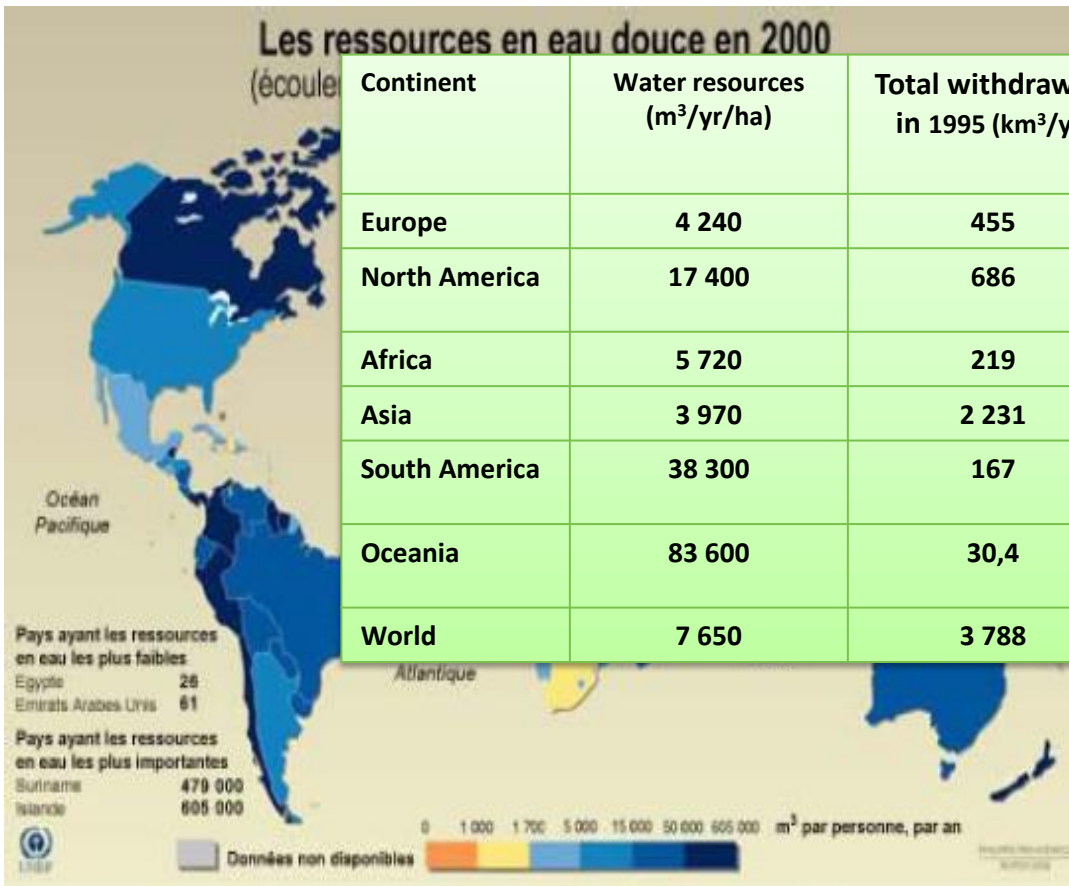 Les ressources en eau douce en 2000
(écoule
Continent
Water resources
(m³/yr/ha)
Total withdraw
in 1995 (km³/y
Europe 4 240 455
North America 17 400 686
Africa 5 720 219
Asia 3 970 2 231
South America 38 300 167
Oceania 83 600 30,4
World 7 650 3 788
Océan
Pacifique
Atlantique
Pays ayant les ressources
en eau les plus faibles
Egypte 26
Emirats Arabes Unis 61
Pays ayant les ressources
en eau les plus importantes
Suriname 479 000
Islande 605 000
UNEP
Données non disponibles
0 1 000 1 700 5 000 15 000 50 000 605 000 m³ par personne, par an